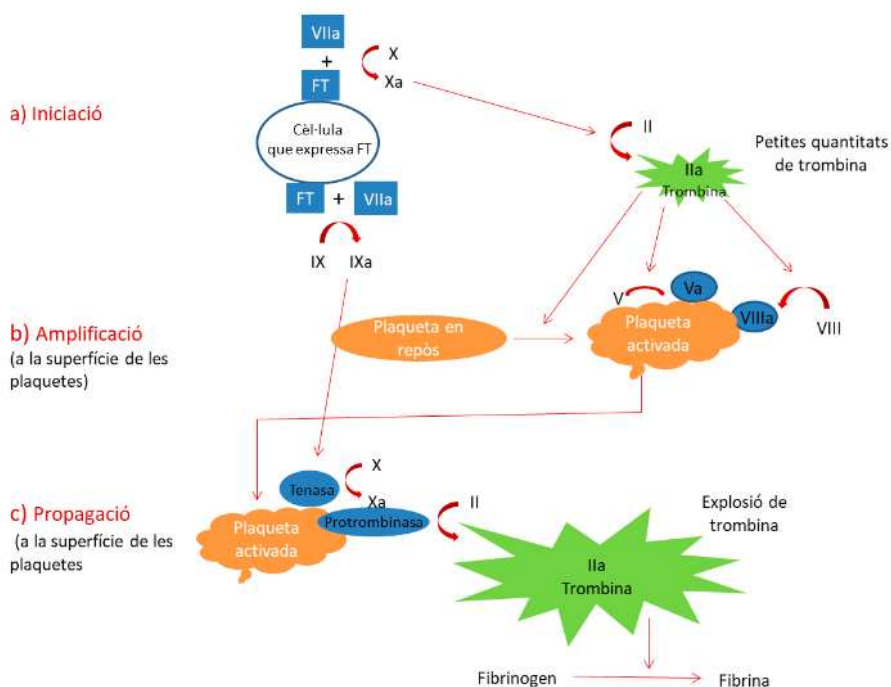 VIIa
+
X
FT
Xa
a) Iniciació
Cèl·lula
que expressa FT
II
Petites quantitats
de trombina
IIa
Trombina
FT + VIIa
IX IXa
V
Va
VIIIa
VIII
b) Amplificació
(a la superfície de les
plaquetes)
Plaqueta en
repòs
Plaqueta
activada
X
Tenasa
Xa
II
c) Propagació
(a la superfície de les
plaquetes
Plaqueta
activada
Protrombinasa
Explosió de
trombina
IIa
Trombina
Fibrinogen
Fibrina